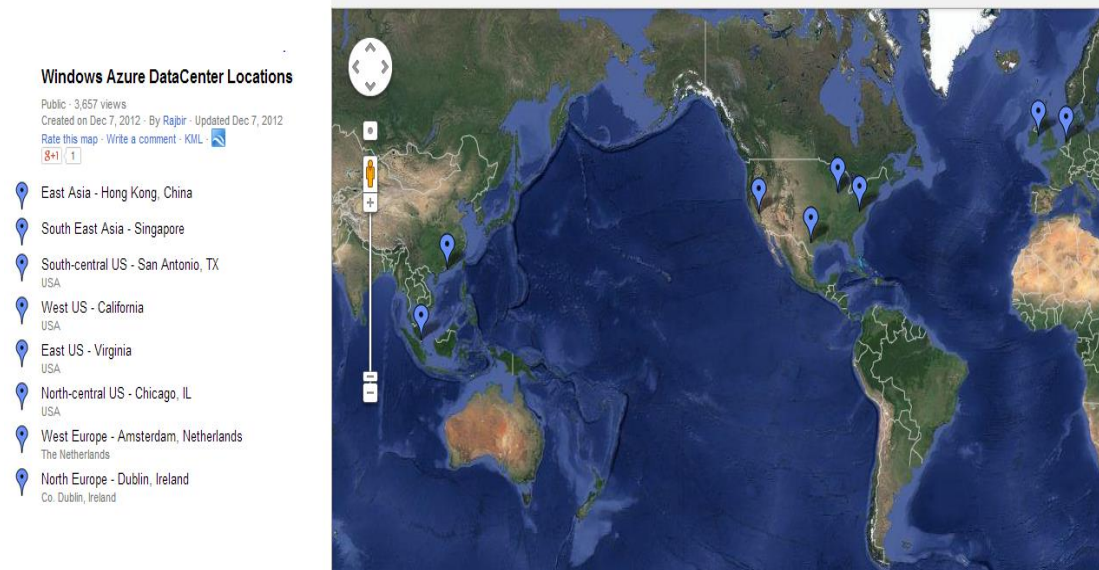 Windows Azure DataCenter Locations
Public · 3,657 views
Created on Dec 7, 2012 · By Rajbir · Updated Dec 7, 2012
Rate this map · Write a comment · KML ·
g+1 1
East Asia - Hong Kong, China
South East Asia - Singapore
South-central US - San Antonio, TX
USA
West US - California
USA
East US - Virginia
USA
North-central US - Chicago, IL
USA
West Europe - Amsterdam, Netherlands
The Netherlands
North Europe - Dublin, Ireland
Co. Dublin, Ireland